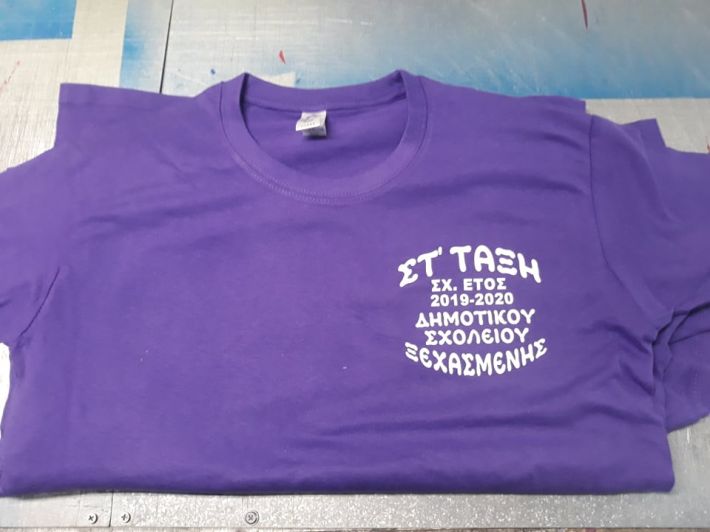 ΣΤ' ΤΑΞΗ
ΣΧ. ΕΤΟΣ
2019-2020
ΔΗΜΟΤΙΚΟΥ
ΣΧΟΛΕΙΟΥ
ΞΕΧΑΣΜΕΝΗΣ